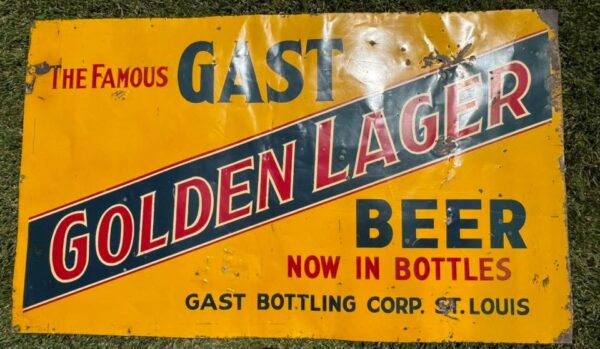 THE FAMOUS GAST
GOLDEN LAGER
BEER
NOW IN BOTTLES
GAST BOTTLING CORP. ST. LOUIS